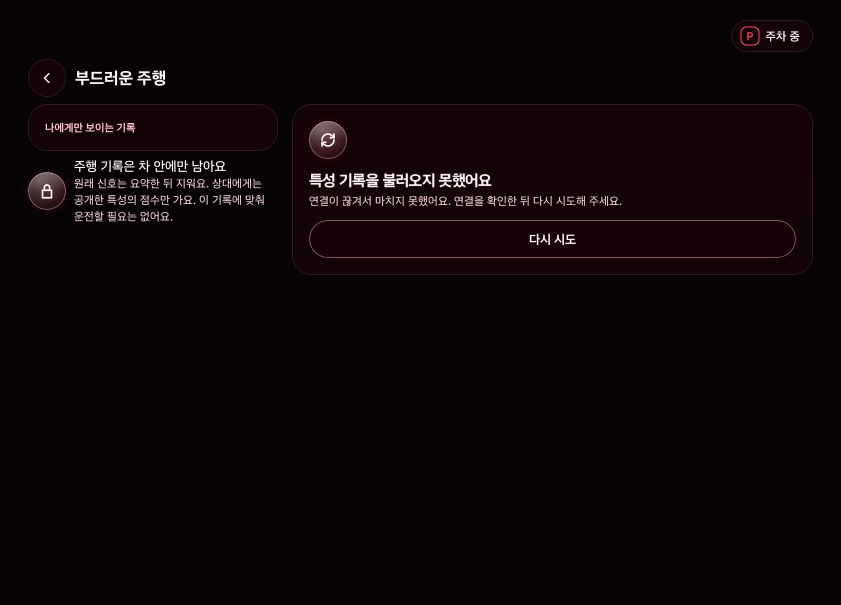 P 주차 중
부드러운 주행
나에게만 보이는 기록
주행 기록은 차 안에만 남아요
원래 신호는 요약한 뒤 지워요. 상대에게는
공개한 특성의 점수만 가요. 이 기록에 맞춰
운전할 필요는 없어요.
특성 기록을 불러오지 못했어요
연결이 끊겨서 마치지 못했어요. 연결을 확인한 뒤 다시 시도해 주세요.
다시 시도